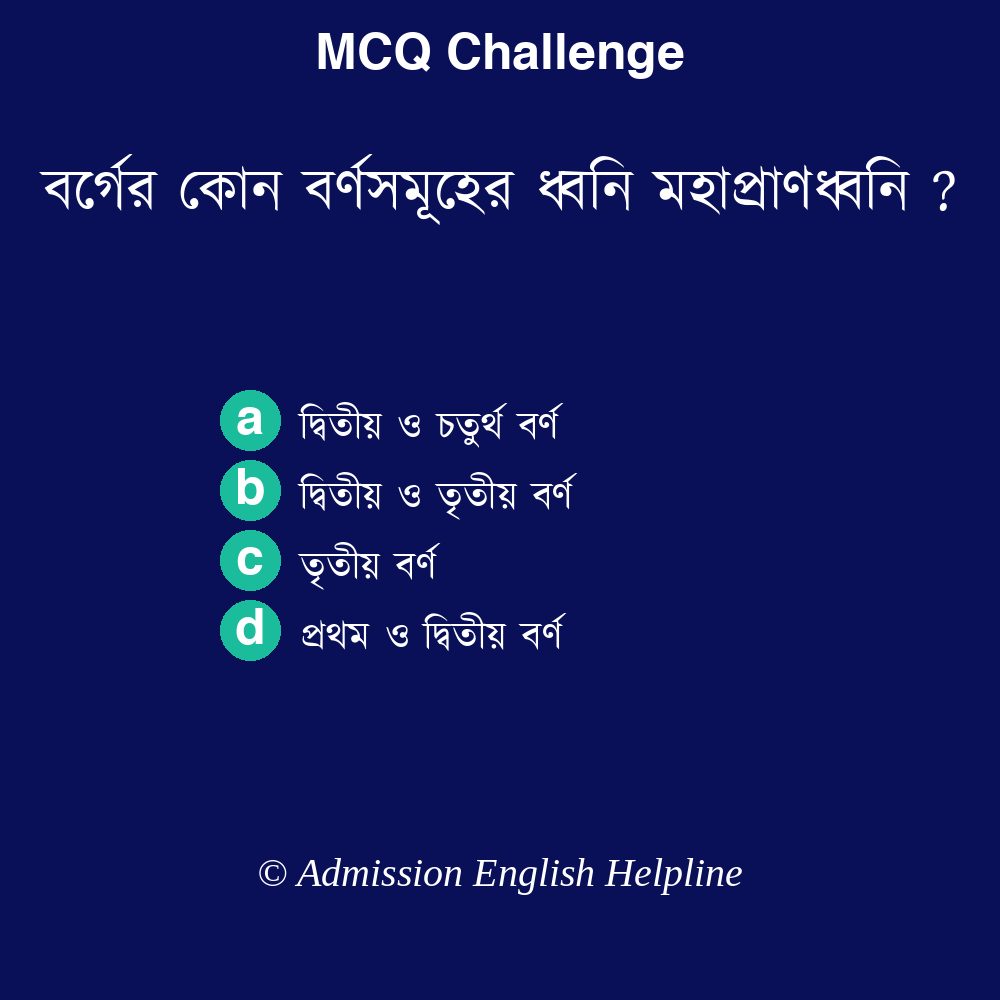 MCQ Challenge
বর্গের কোন বর্ণসমূহের ধ্বনি মহাপ্রাণধ্বনি ?
a দ্বিতীয় ও চতুর্থ বর্ণ
b দ্বিতীয় ও তৃতীয় বর্ণ
c তৃতীয় বর্ণ
d প্রথম ও দ্বিতীয় বর্ণ
© Admission English Helpline